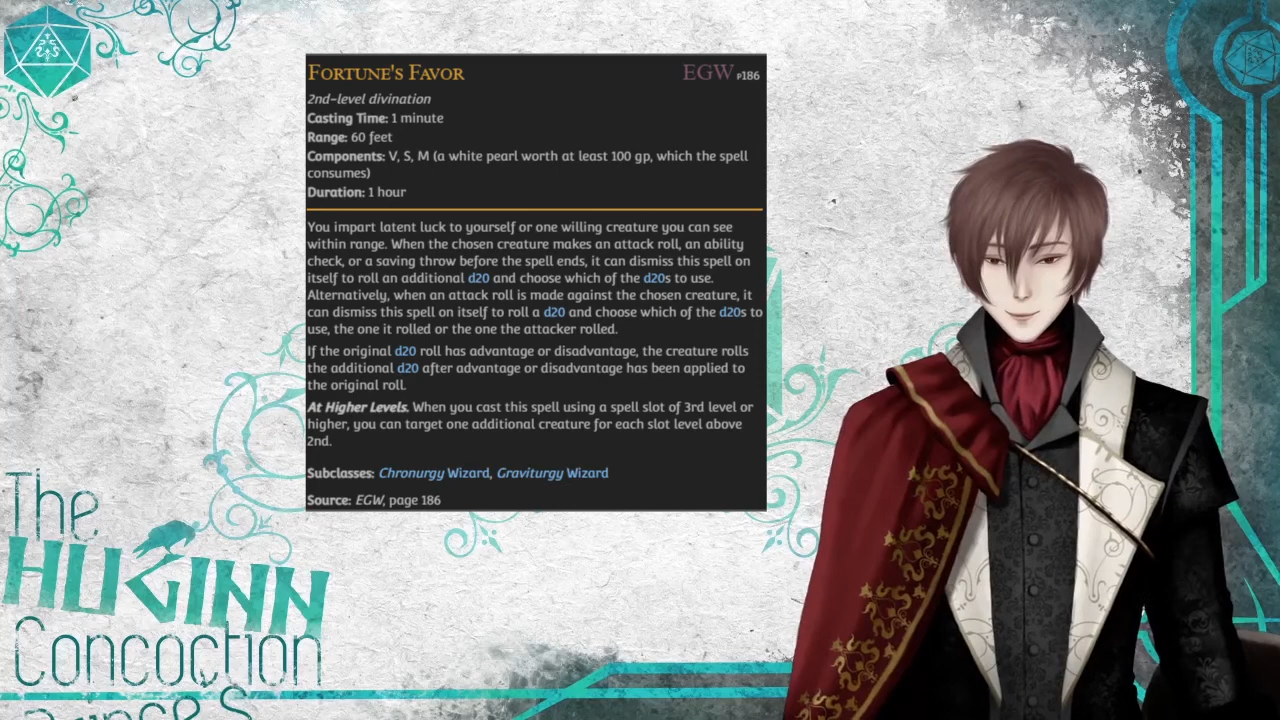 FORTUNE'S FAVOR
EGW P186
2nd-level divination
Casting Time: 1 minute
Range: 60 feet
Components: V, S, M (a white pearl worth at least 100 gp, which the spell
consumes)
Duration: 1 hour
You impart latent luck to yourself or one willing creature you can see
within range. When the chosen creature makes an attack roll, an ability
check, or a saving throw before the spell ends, it can dismiss this spell on
itself to roll an additional d20 and choose which of the d20s to use.
Alternatively, when an attack roll is made against the chosen creature, it
can dismiss this spell on itself to roll a d20 and choose which of the d20s to
use, the one it rolled or the one the attacker rolled.
If the original d20 roll has advantage or disadvantage, the creature rolls
the additional d20 after advantage or disadvantage has been applied to
the original roll.
At Higher Levels. When you cast this spell using a spell slot of 3rd level or
higher, you can target one additional creature for each slot level above
2nd.
Subclasses: Chronurgy Wizard, Graviturgy Wizard
Source: EGW, page 186
The
HUGINN
Concoction